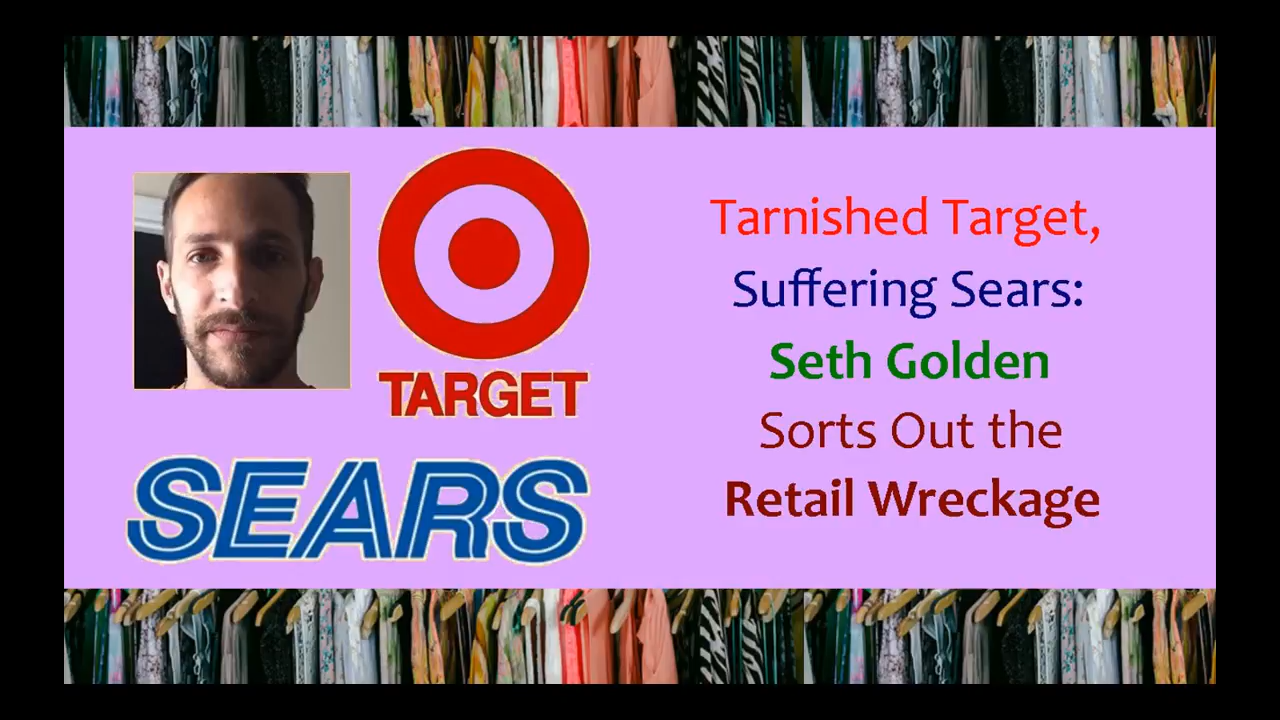 TARGET
SEARS
Tarnished Target,
Suffering Sears:
Seth Golden
Sorts Out the
Retail Wreckage